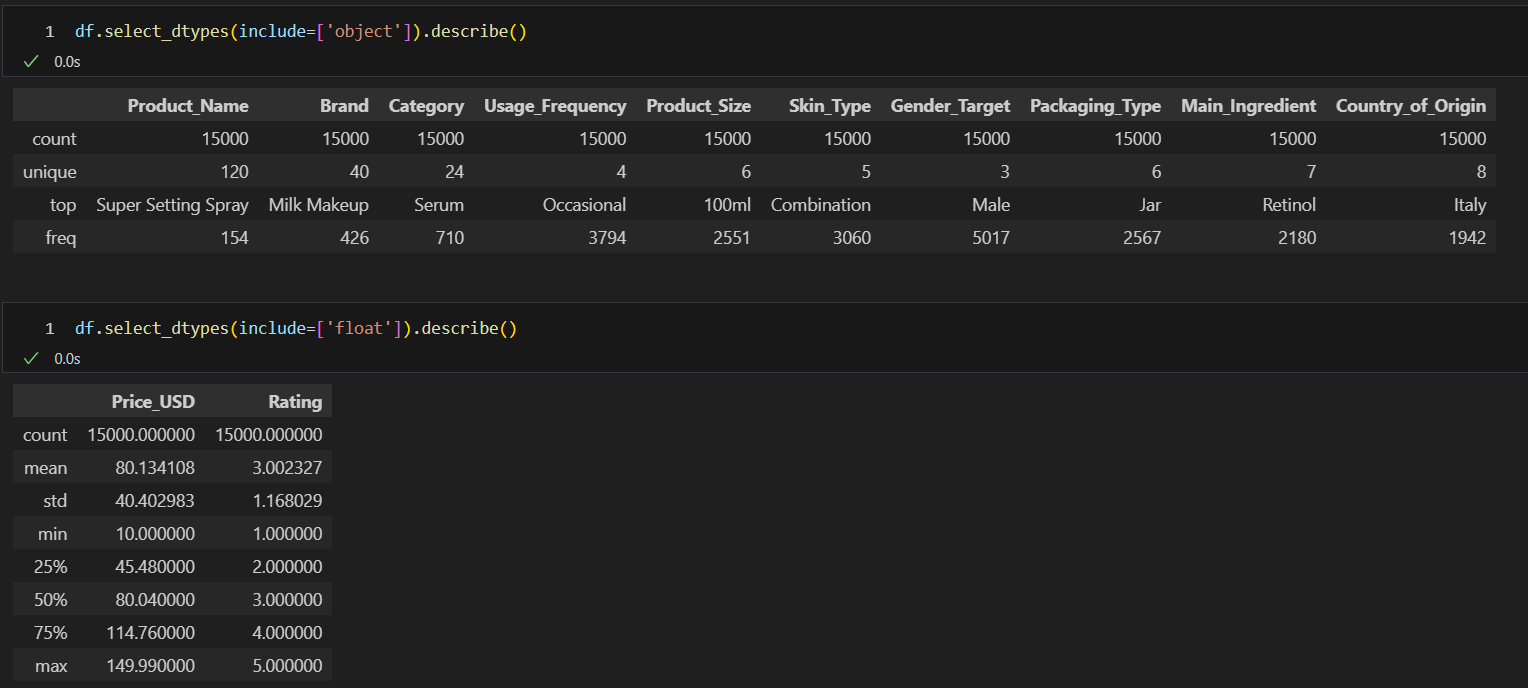 1 df.select_dtypes(include=['object']).describe()
0.0s
Product_Name Brand Category Usage_Frequency Product_Size Skin_Type Gender_Target Packaging_Type Main_Ingredient Country_of_Origin
count 15000 15000 15000 15000 15000 15000 15000 15000 15000 15000
unique 120 40 24 4 6 5 3 6 7 8
top Super Setting Spray Milk Makeup Serum Occasional 100ml Combination Male Jar Retinol Italy
freq 154 426 710 3794 2551 3060 5017 2567 2180 1942
1 df.select_dtypes(include=['float']).describe()
0.0s
Price_USD Rating
count 15000.000000 15000.000000
mean 80.134108 3.002327
std 40.402983 1.168029
min 10.000000 1.000000
25% 45.480000 2.000000
50% 80.040000 3.000000
75% 114.760000 4.000000
max 149.990000 5.000000